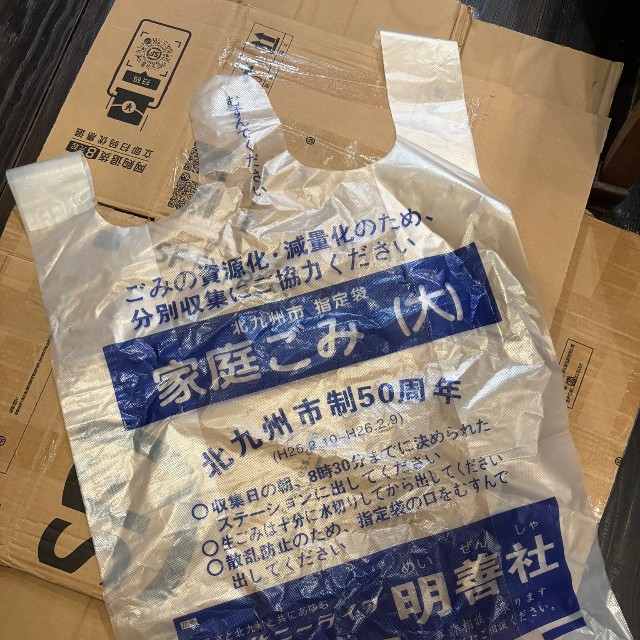 むすんでください
ごみの資源化・減量化のため、
分別収集にご協力ください
北九州市 指定袋
家庭ごみ(大)
北九州市制50周年
(H25.2.10~H26.2.9)
○収集日の朝、8時30分までに決められた
ステーションに出してください
○生ごみは十分に水切りしてから出してください
○散乱防止のため、指定袋の口をむすんで
出してください
めい ぜん しゃ
明善社